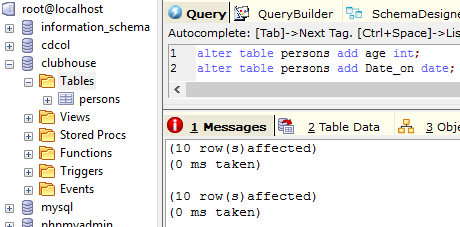 root@localhost
information_schema
cdcol
clubhouse
Tables
persons
Views
Stored Procs
Functions
Triggers
Events
mysql
phpmyadmin
Query
QueryBuilder
SchemaDesigne
Autocomplete: [Tab]->Next Tag. [Ctrl+Space]->Lis
1 alter table persons add age int;
2 alter table persons add Date_on date;
1 Messages
2 Table Data
3 Obje
(10 row(s)affected)
(0 ms taken)
(10 row(s)affected)
(0 ms taken)